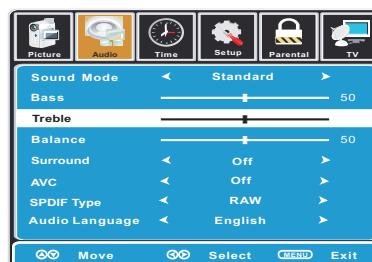 Picture Audio Time Setup Parental TV
Sound Mode Standard
Bass 50
Treble
Balance 50
Surround Off
AVC Off
SPDIF Type RAW
Audio Language English
Move Select MENU Exit